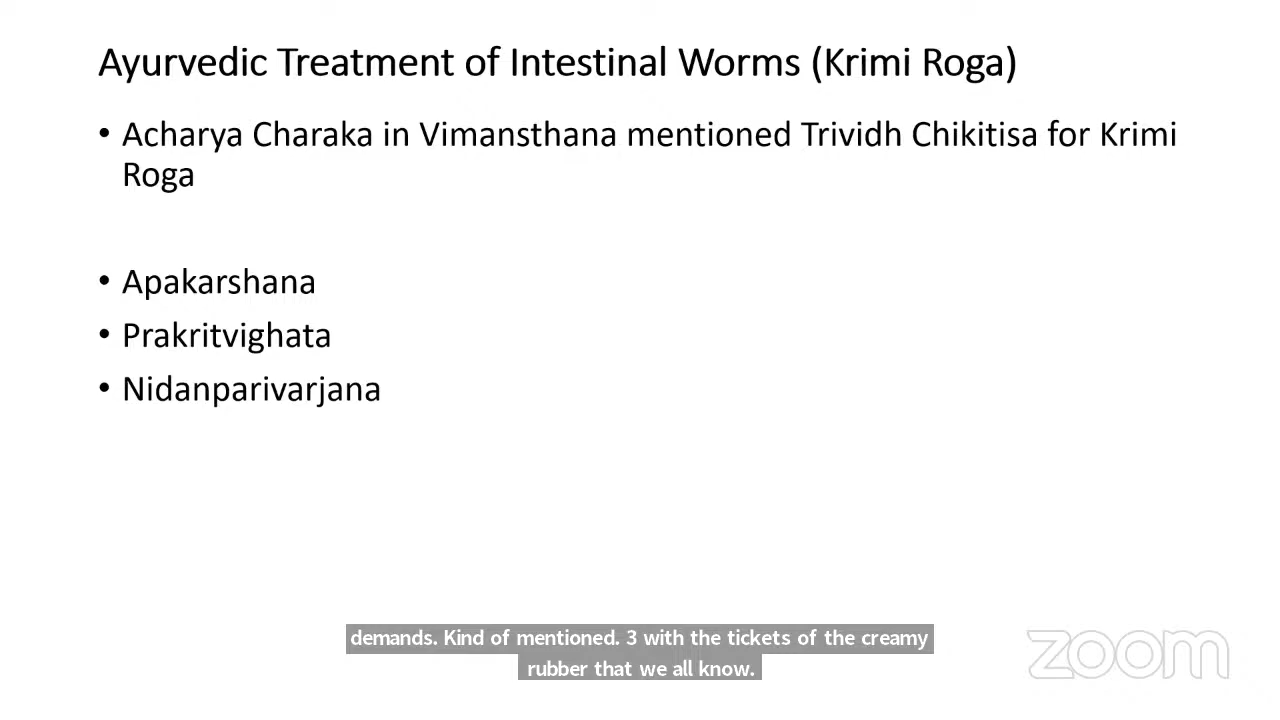 Ayurvedic Treatment of Intestinal Worms (Krimi Roga)
• Acharya Charaka in Vimansthana mentioned Trividh Chikitisa for Krimi
Roga
• Apakarshana
• Prakritvighata
• Nidanparivarjana
demands. Kind of mentioned. 3 with the tickets of the creamy
rubber that we all know.
zoom